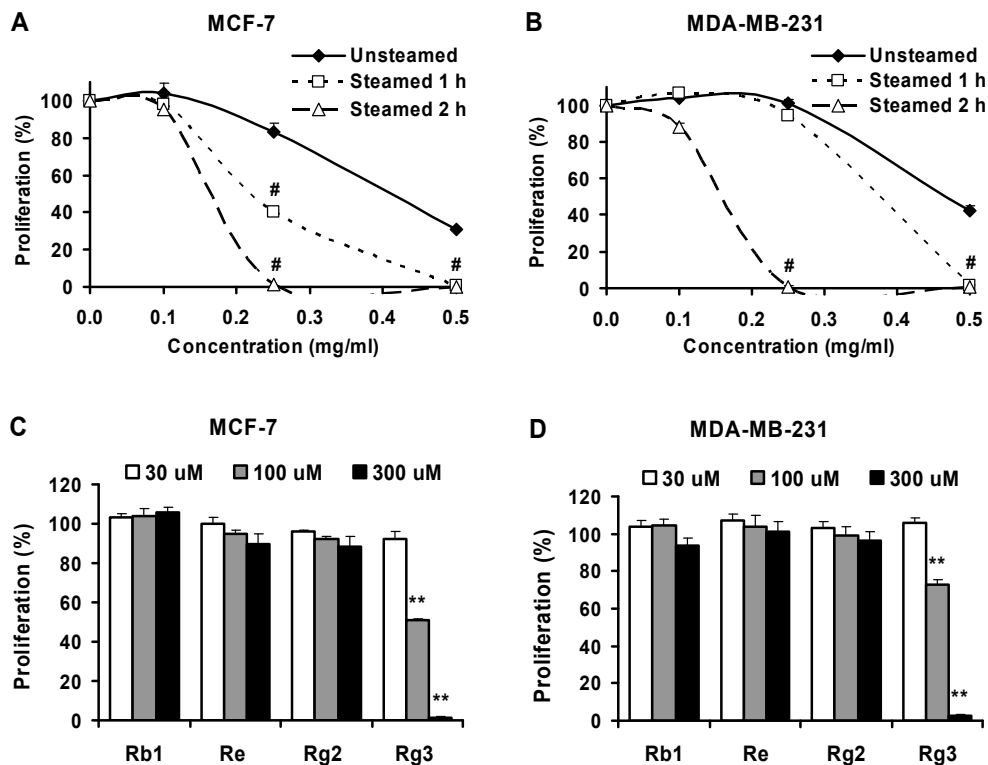 A
MCF-7
Unsteamed
Steamed 1 h
Steamed 2 h
Proliferation (%)
100
80
60
40
20
0
#
#
#
0.0 0.1 0.2 0.3 0.4 0.5
Concentration (mg/ml)
B
MDA-MB-231
Unsteamed
Steamed 1 h
Steamed 2 h
Proliferation (%)
100
80
60
40
20
0
#
#
0.0 0.1 0.2 0.3 0.4 0.5
Concentration (mg/ml)
C
MCF-7
30 uM 100 uM 300 uM
Proliferation (%)
120
100
80
60
40
20
0
**
**
Rb1 Re Rg2 Rg3
D
MDA-MB-231
30 uM 100 uM 300 uM
Proliferation (%)
120
100
80
60
40
20
0
**
**
Rb1 Re Rg2 Rg3